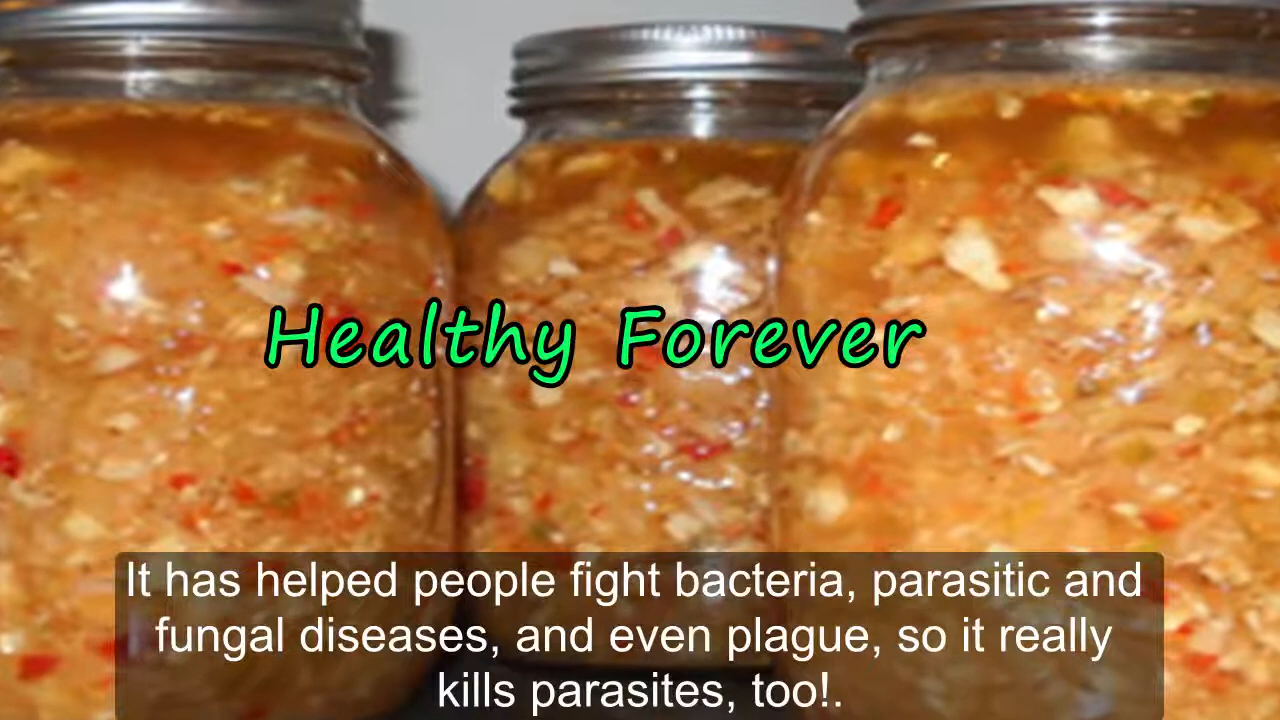 Healthy Forever
It has helped people fight bacteria, parasitic and
fungal diseases, and even plague, so it really
kills parasites, too!.